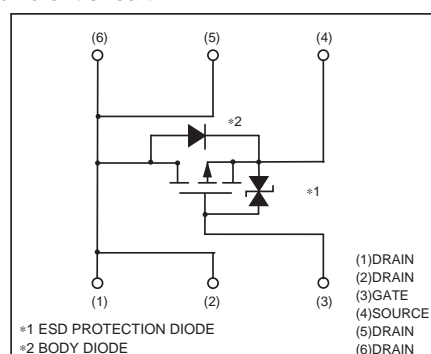 (6) (5) (4)
∗2
∗1
(1) (2) (3)
∗1 ESD PROTECTION DIODE
∗2 BODY DIODE
(1)DRAIN
(2)DRAIN
(3)GATE
(4)SOURCE
(5)DRAIN
(6)DRAIN